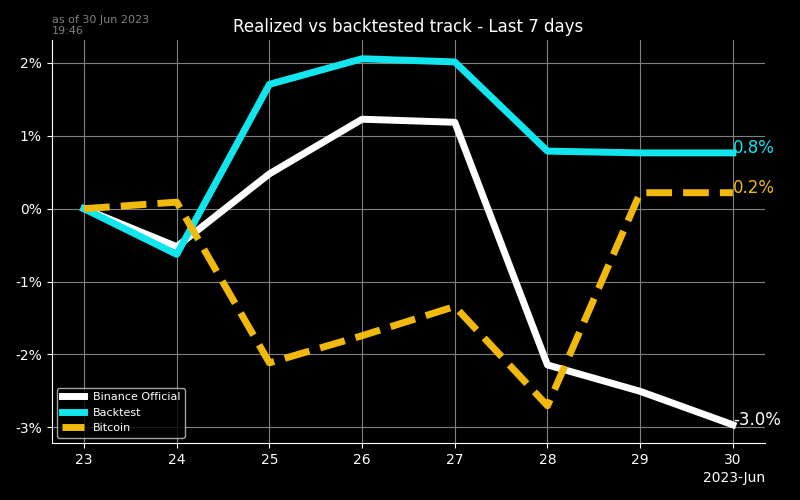 as of 30 Jun 2023
19:46
Realized vs backtested track - Last 7 days
2%
1%
0%
-1%
-2%
-3%
0.8%
0.2%
-3.0%
Binance Official
Backtest
Bitcoin
23 24 25 26 27 28 29 30
2023-Jun